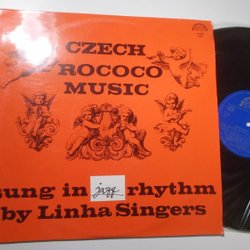 CZECH
ROCOCO
MUSIC
sung in jazz rhythm
by Linha Singers